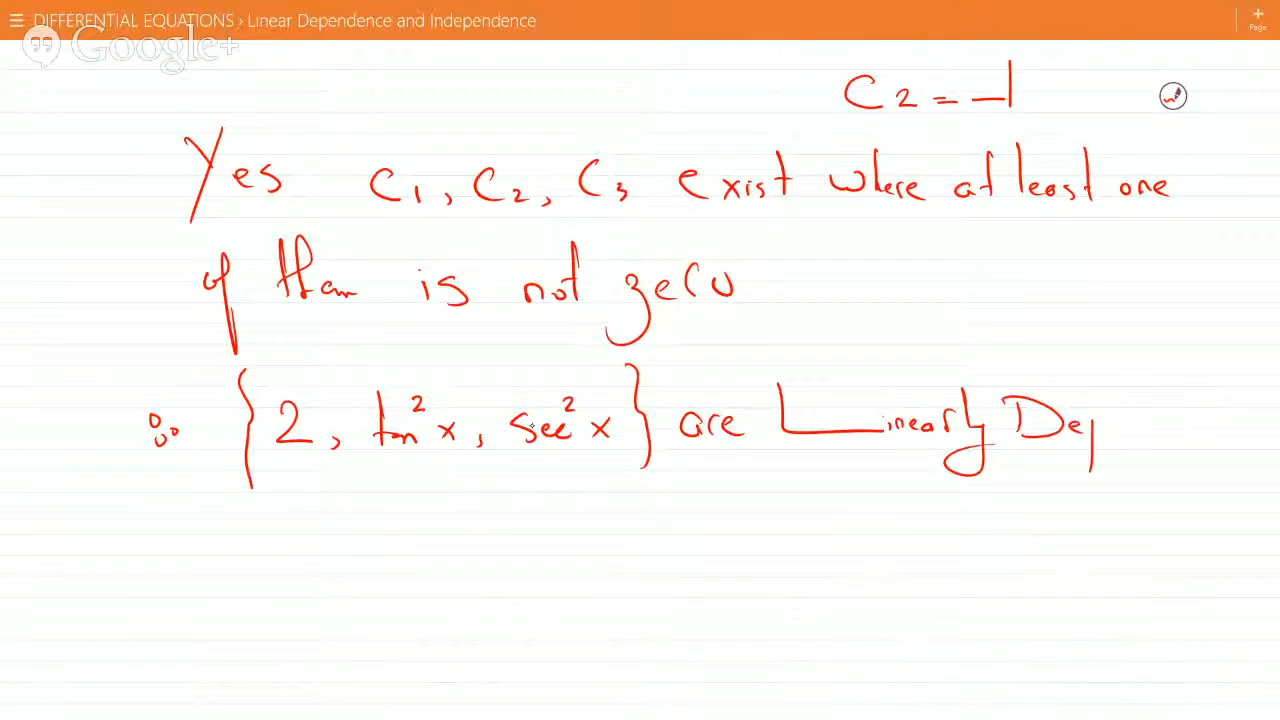 DIFFERENTIAL EQUATIONS › Linear Dependence and Independence
Page
Google+
C2 = -1
Yes C1, C2, C3 exist where at least one
of them is not zero
∴ { 2, tan²x, sec²x } are Linearly Dep